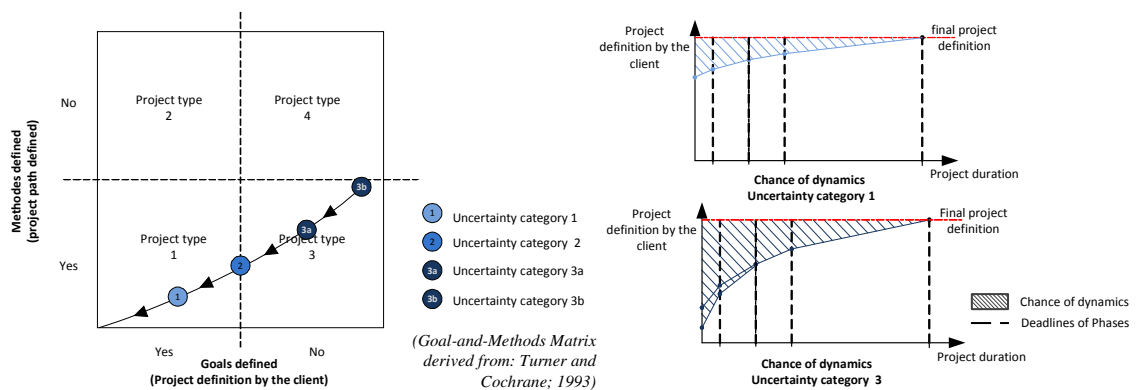 No
Yes
Methodes defined
(project path defined)
Project type
2
Project type
4
Project type
1
Project type
3
3b
3a
2
1
Yes
No
Goals defined
(Project definition by the client)
1 Uncertainty category 1
2 Uncertainty category 2
3a Uncertainty category 3a
3b Uncertainty category 3b
(Goal-and-Methods Matrix
derived from: Turner and
Cochrane; 1993)
Project
definition by the
client
final project
definition
Project duration
Chance of dynamics
Uncertainty category 1
Project
definition by the
client
Final project
definition
Chance of dynamics
Deadlines of Phases
Project duration
Chance of dynamics
Uncertainty category 3